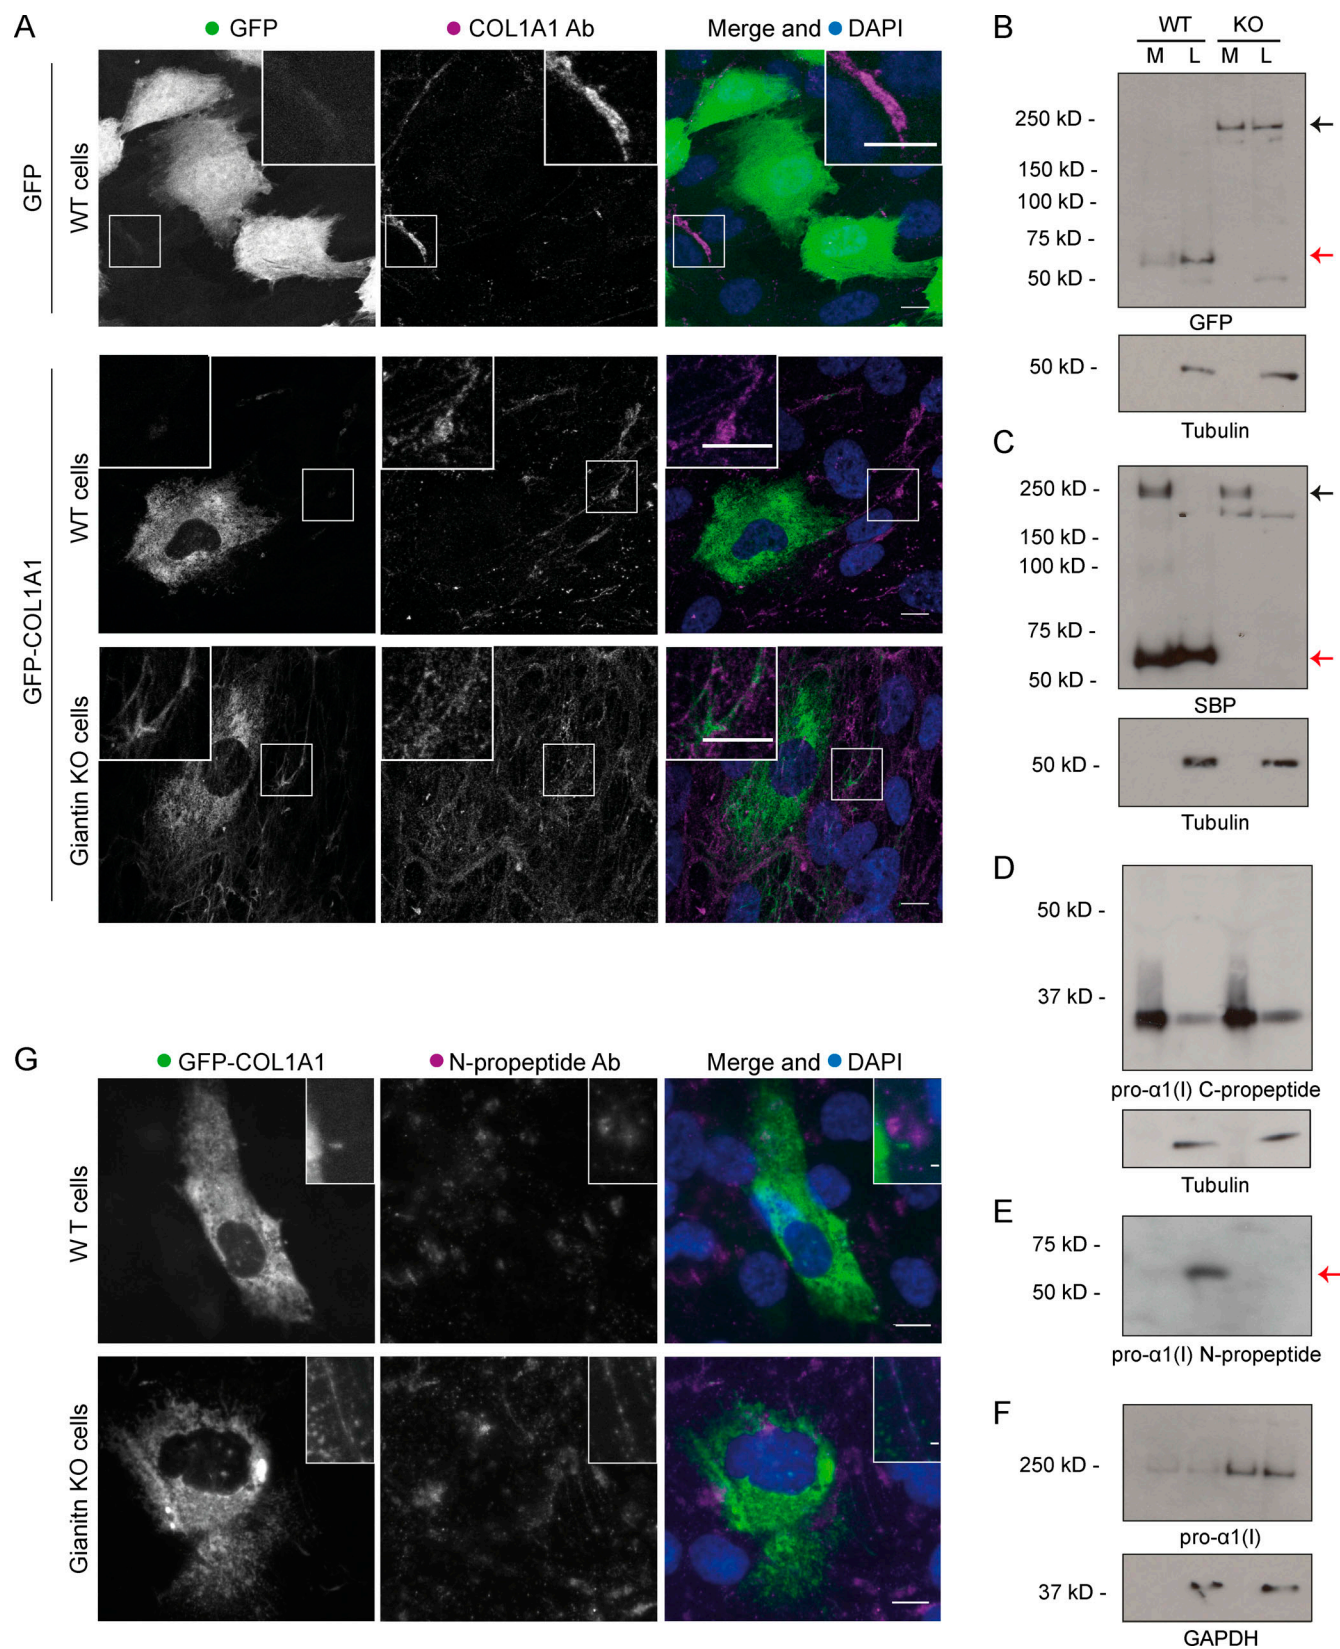 A
GFP
COL1A1 Ab
Merge and DAPI
GFP
WT cells
GFP-COL1A1
WT cells
Giantin KO cells
B
WT KO
M L M L
250 kD -
150 kD -
100 kD -
75 kD -
50 kD -
GFP
50 kD -
Tubulin
C
250 kD -
150 kD -
100 kD -
75 kD -
50 kD -
SBP
50 kD -
Tubulin
D
50 kD -
37 kD -
pro-α1(I) C-propeptide
Tubulin
E
75 kD -
50 kD -
pro-α1(I) N-propeptide
F
250 kD -
pro-α1(I)
37 kD -
GAPDH
G
GFP-COL1A1
N-propeptide Ab
Merge and DAPI
W T cells
Gianitn KO cells